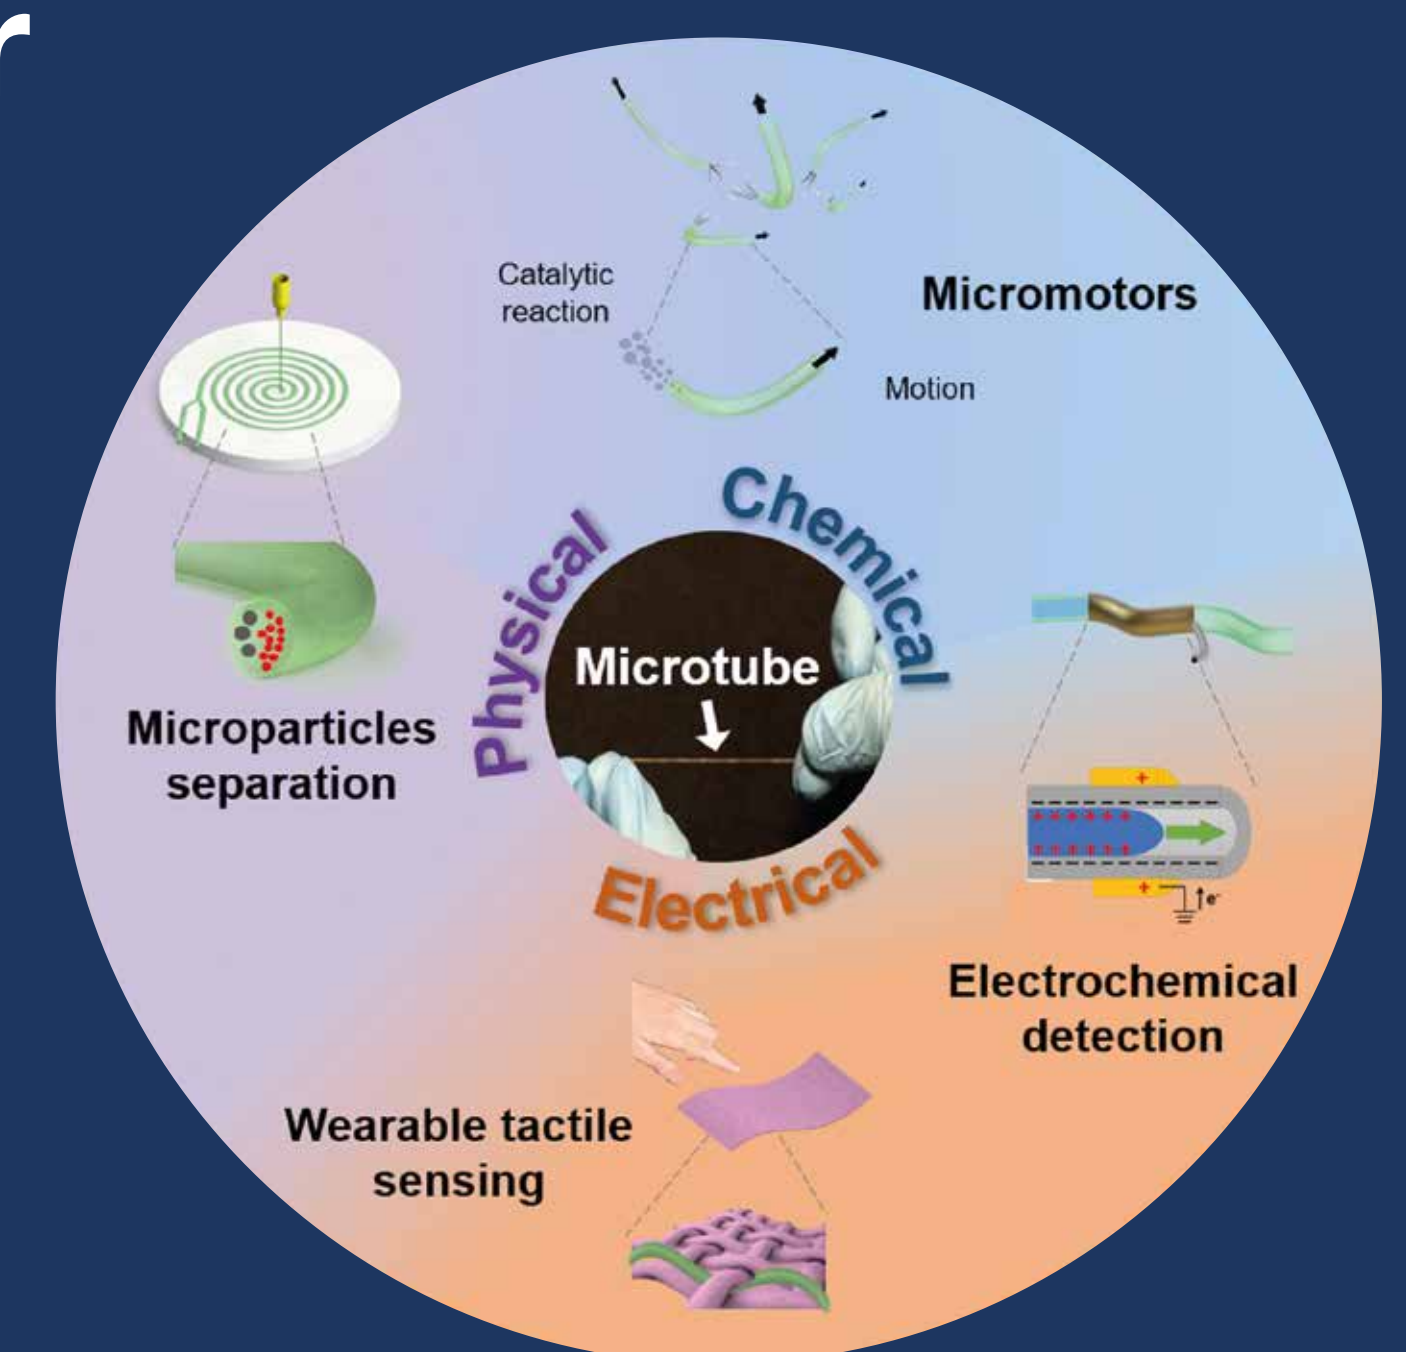 r
Catalytic
reaction
Micromotors
Motion
Chemical
Physical
Microtube
Microparticles
separation
+
+ + + + + +
+ + + + + +
+
e-
Electrical
Electrochemical
detection
Wearable tactile
sensing